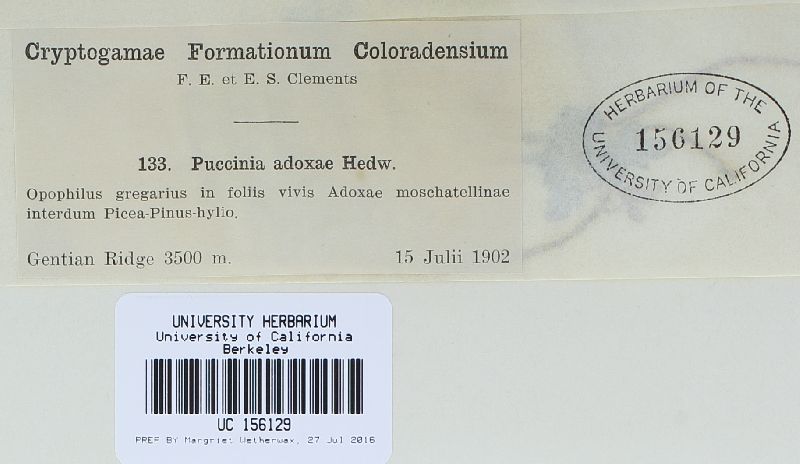 Cryptogamae Formationum Coloradensium
F. E. et E. S. Clements
133. Puccinia adoxae Hedw.
Opophilus gregarius in foliis vivis Adoxae moschatellinae
interdum Picea-Pinus-hylio.
Gentian Ridge 3500 m. 15 Julii 1902
HERBARIUM OF THE
156129
UNIVERSITY OF CALIFORNIA
UNIVERSITY HERBARIUM
University of California
Berkeley
UC 156129
PREP BY Margriet Wetherwax, 27 Jul 2016